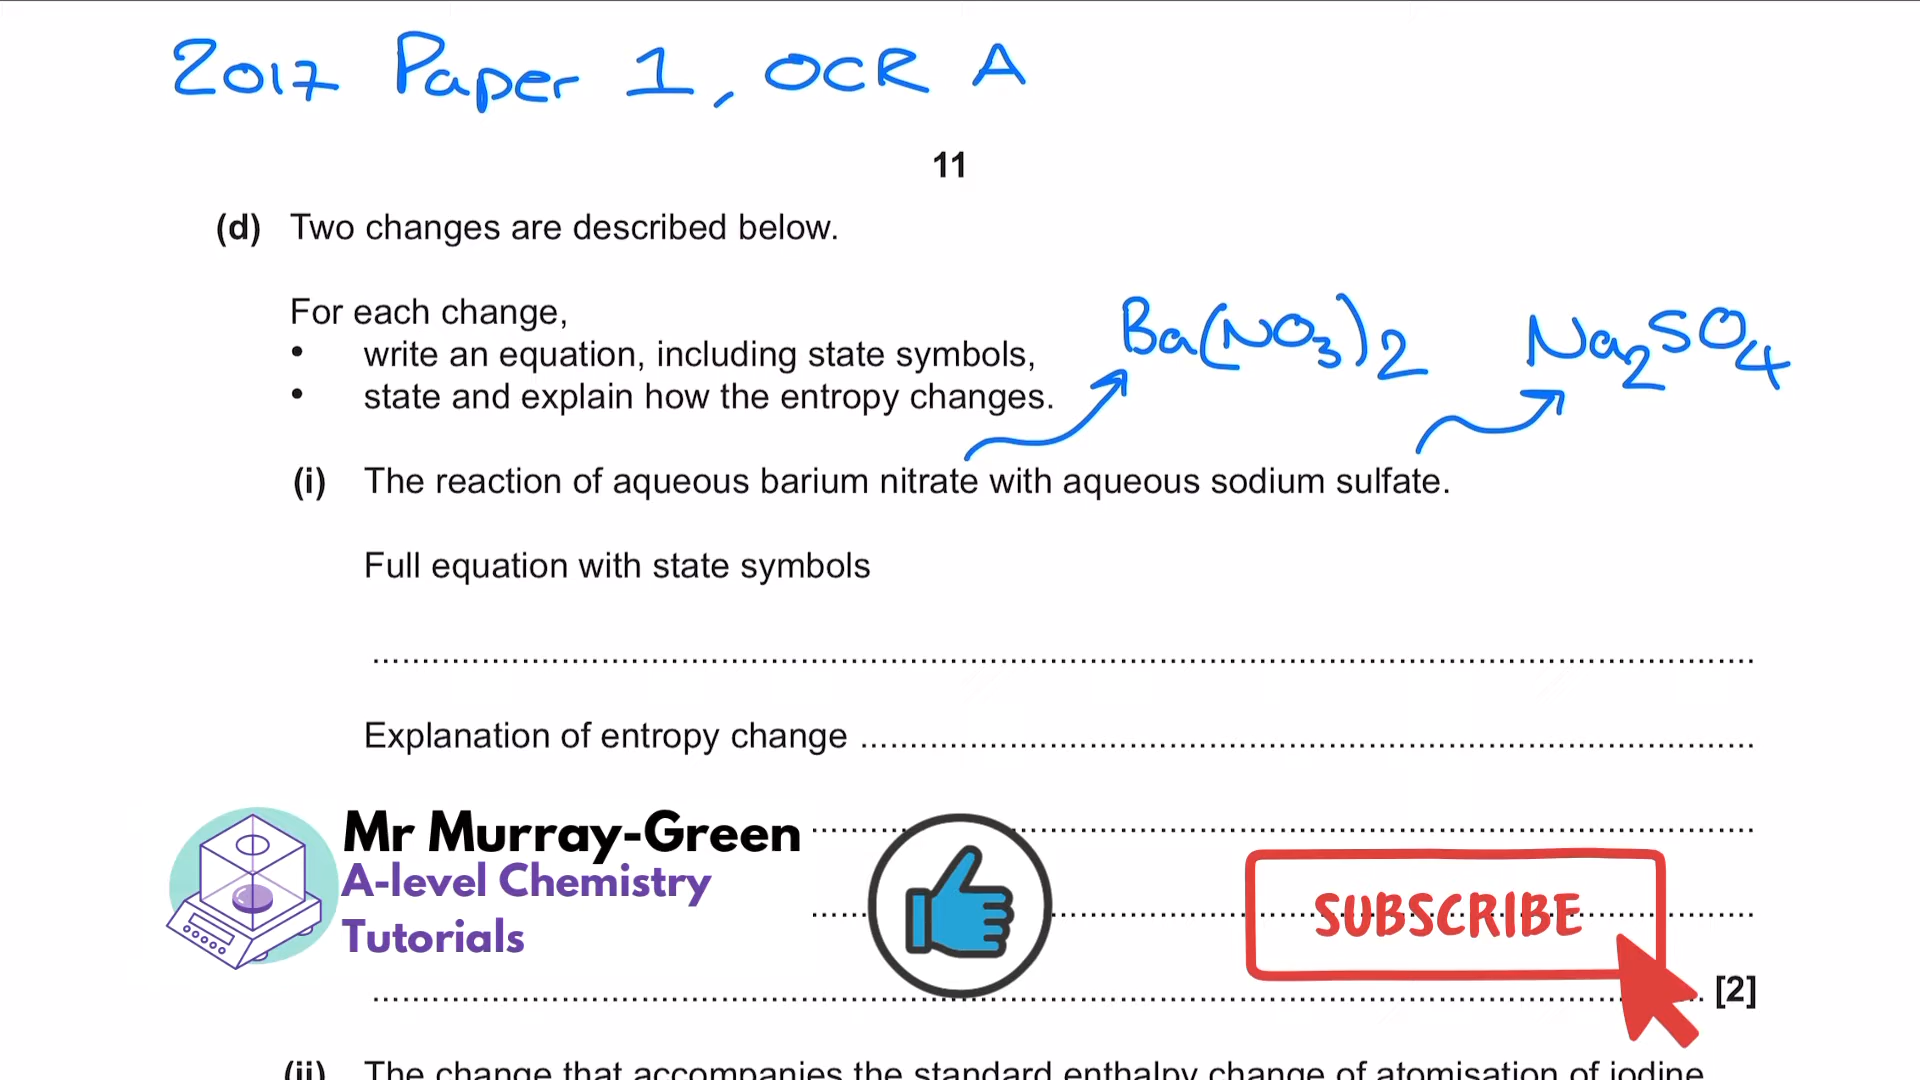 2017 Paper 1, OCR A
11
(d) Two changes are described below.
For each change,
• write an equation, including state symbols,
• state and explain how the entropy changes.
Ba(NO3)2 Na2SO4
(i) The reaction of aqueous barium nitrate with aqueous sodium sulfate.
Full equation with state symbols
Explanation of entropy change
Mr Murray-Green
A-level Chemistry
Tutorials
SUBSCRIBE
[2]
(ii) The change that accompanies the standard enthalpy change of atomisation of iodine